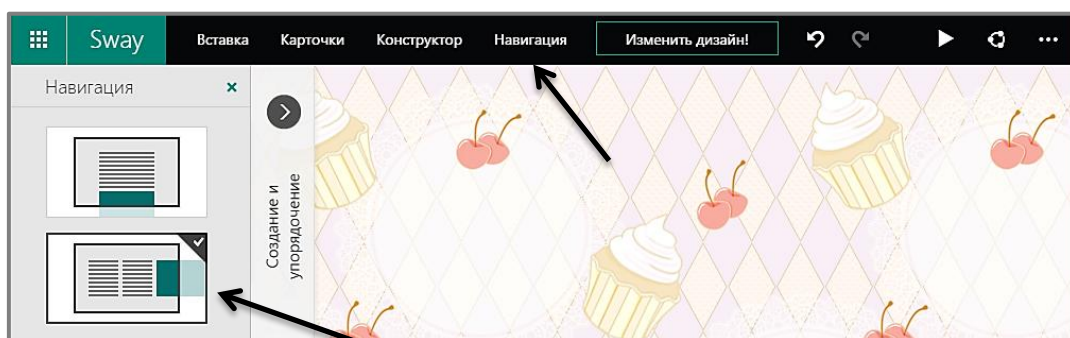 Sway Вставка Карточки Конструктор Навигация Изменить дизайн!
Навигация
Создание и
упорядочение